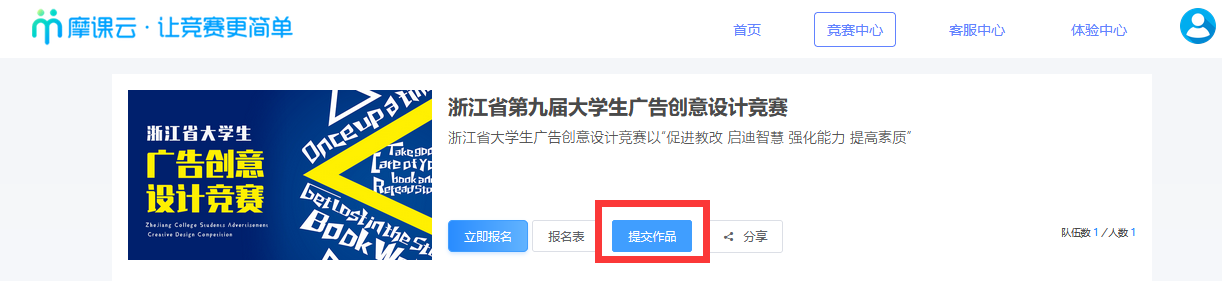 摩课云·让竞赛更简单
首页 竞赛中心 客服中心 体验中心
浙江省第九届大学生广告创意设计竞赛
浙江省大学生广告创意设计竞赛以“促进教改 启迪智慧 强化能力 提高素质”
浙江省大学生
广告创意
设计竞赛
ZheJiang College Students Advertisement
Creative Design Competition
Once upa tim
Take good
Care of Yo
book and
Reload Stor
Get lost in the Sto
Book W
立即报名 报名表 提交作品 分享
队伍数 1 / 人数 1